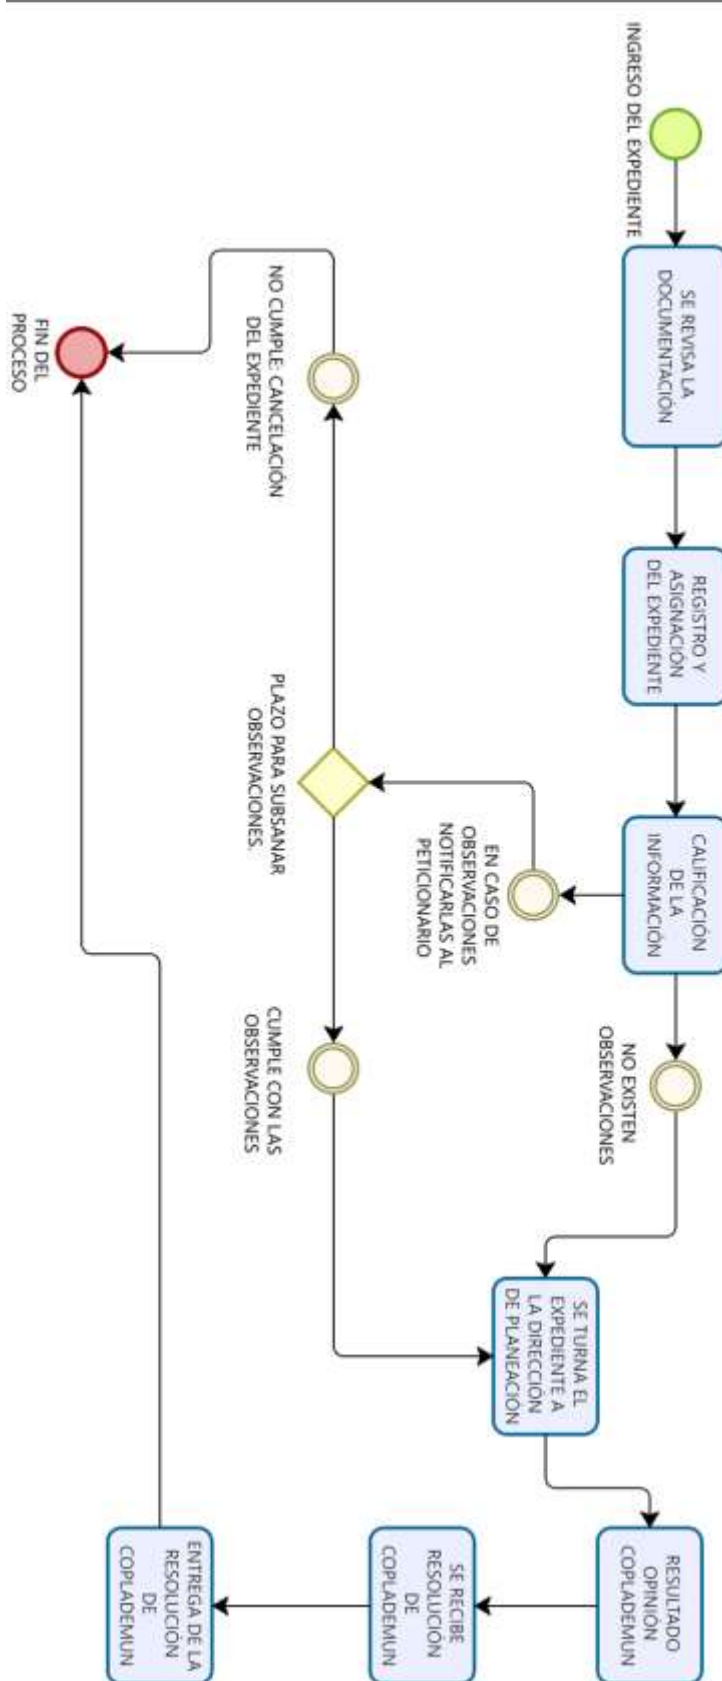 INGRESO DEL EXPEDIENTE
SE REVISA LA
DOCUMENTACIÓN
REGISTRO Y
ASIGNACIÓN
DEL EXPEDIENTE
CALIFICACIÓN
DE LA
INFORMACIÓN
NO EXISTEN
OBSERVACIONES
EN CASO DE
OBSERVACIONES
NOTIFICARLAS AL
PETICIONARIO
PLAZO PARA SUBSANAR
OBSERVACIONES.
NO CUMPLE: CANCELACIÓN
DEL EXPEDIENTE
CUMPLE CON LAS
OBSERVACIONES
SE TURNA EL
EXPEDIENTE A
LA DIRECCIÓN
DE PLANEACIÓN
RESULTADO
OPINIÓN
COPLADEMUN
SE RECIBE
RESOLUCIÓN
DE
COPLADEMUN
ENTREGA DE LA
RESOLUCIÓN
DE
COPLADEMUN
FIN DEL
PROCESO